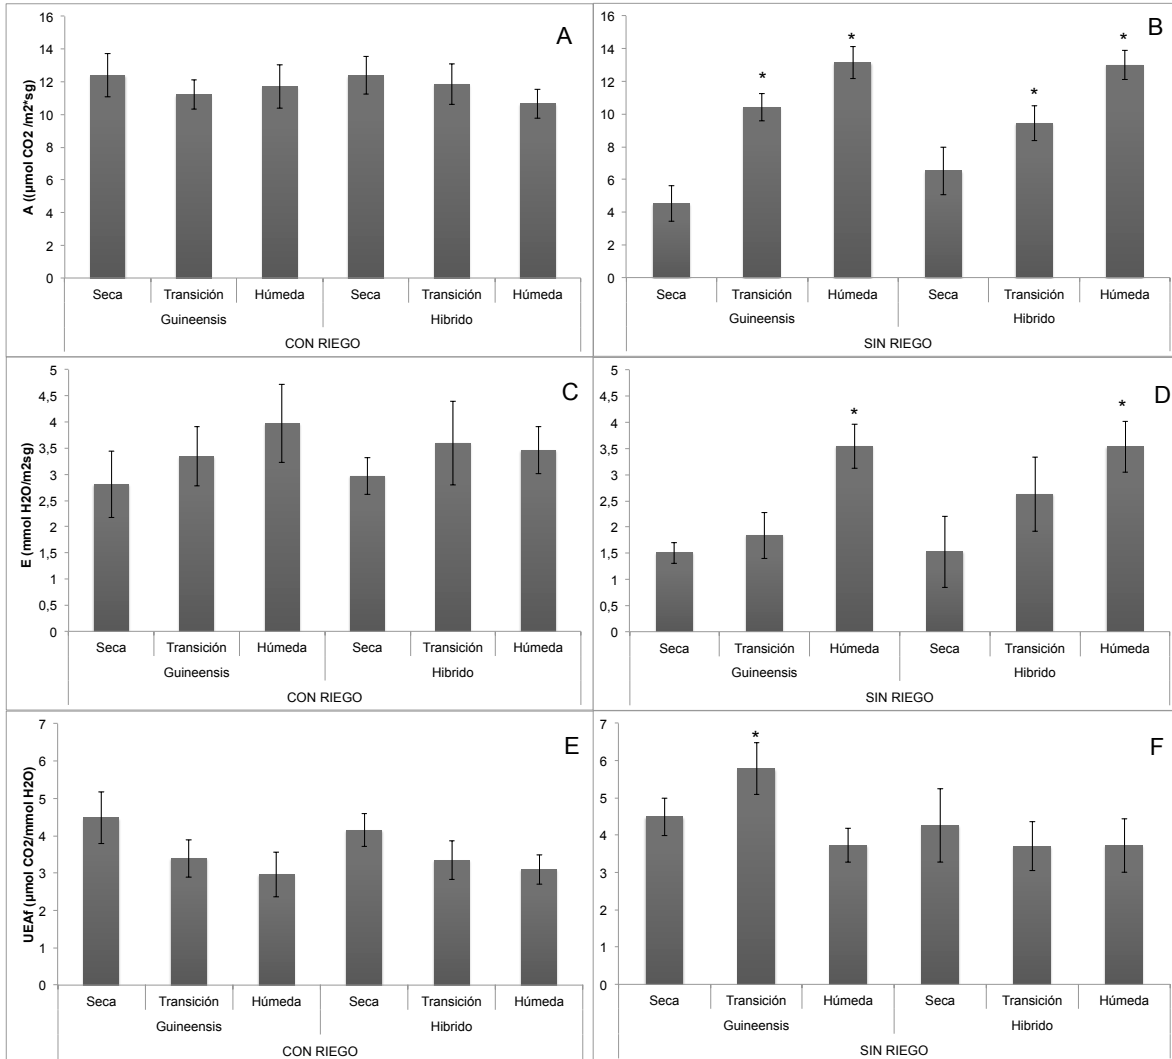 A
A ((µmol CO2 /m2*sg)
16
14
12
10
8
6
4
2
0
Seca Transición Húmeda Seca Transición Húmeda
Guineensis Hibrido
CON RIEGO
B
16
14
12
10
8
6
4
2
0
* * * *
Seca Transición Húmeda Seca Transición Húmeda
Guineensis Hibrido
SIN RIEGO
C
E (mmol H2O/m2sg)
5
4,5
4
3,5
3
2,5
2
1,5
1
0,5
0
Seca Transición Húmeda Seca Transición Húmeda
Guineensis Hibrido
CON RIEGO
D
5
4,5
4
3,5
3
2,5
2
1,5
1
0,5
0
* *
Seca Transición Húmeda Seca Transición Húmeda
Guineensis Hibrido
SIN RIEGO
E
UEAf (µmol CO2/mmol H2O)
7
6
5
4
3
2
1
0
Seca Transición Húmeda Seca Transición Húmeda
Guineensis Hibrido
CON RIEGO
F
7
6
5
4
3
2
1
0
*
Seca Transición Húmeda Seca Transición Húmeda
Guineensis Hibrido
SIN RIEGO